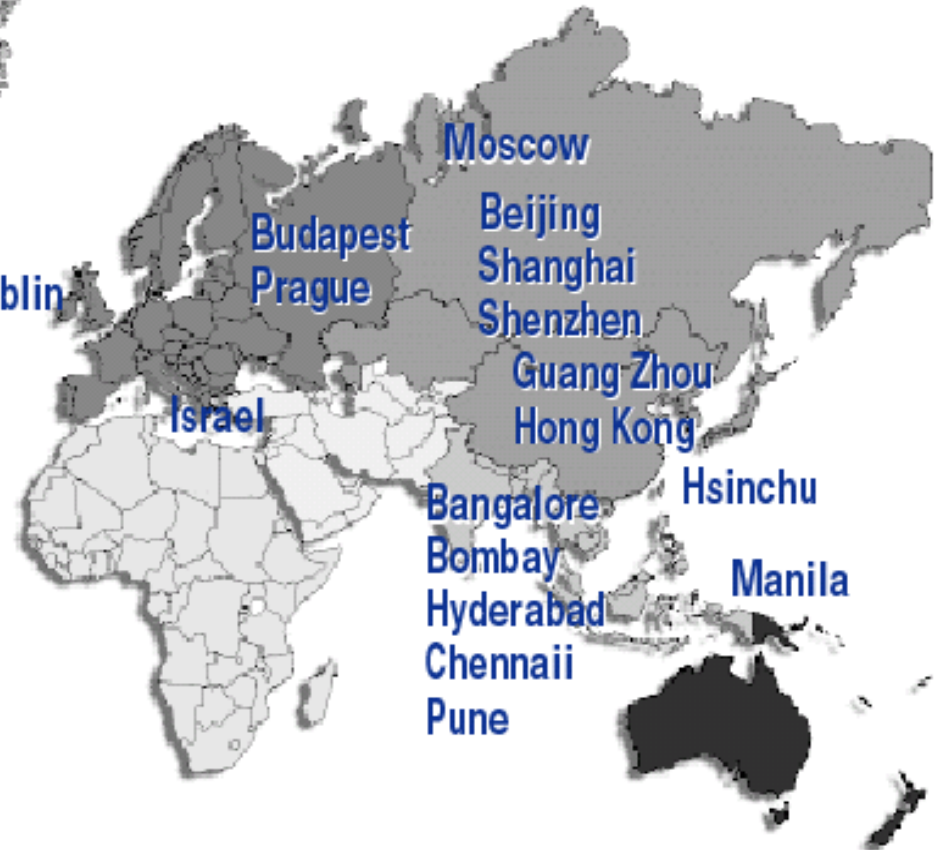 Moscow
Beijing
Shanghai
Shenzhen
Guang Zhou
Hong Kong
Budapest
Prague
blin
Israel
Hsinchu
Bangalore
Bombay
Hyderabad
Chennaii
Pune
Manila